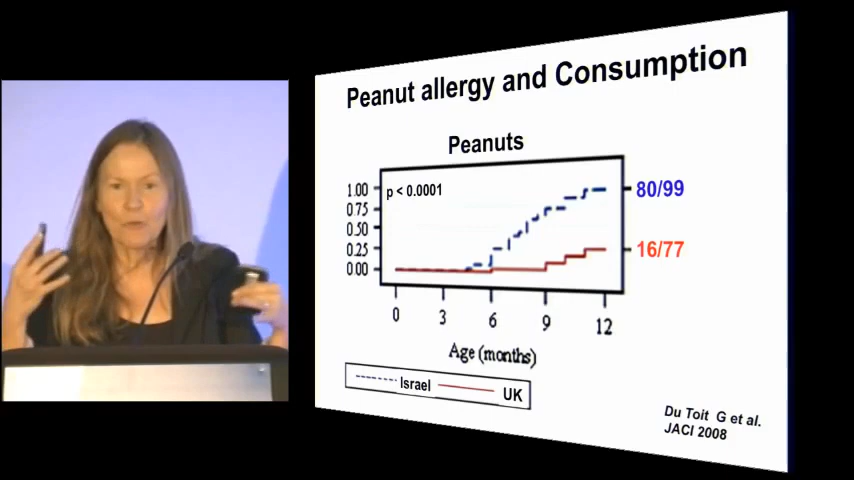 Peanut allergy and Consumption
Peanuts
p < 0.0001
1.00
0.75
0.50
0.25
0.00
80/99
16/77
0 3 6 9 12
Age (months)
Israel UK
Du Toit G et al.
JACI 2008